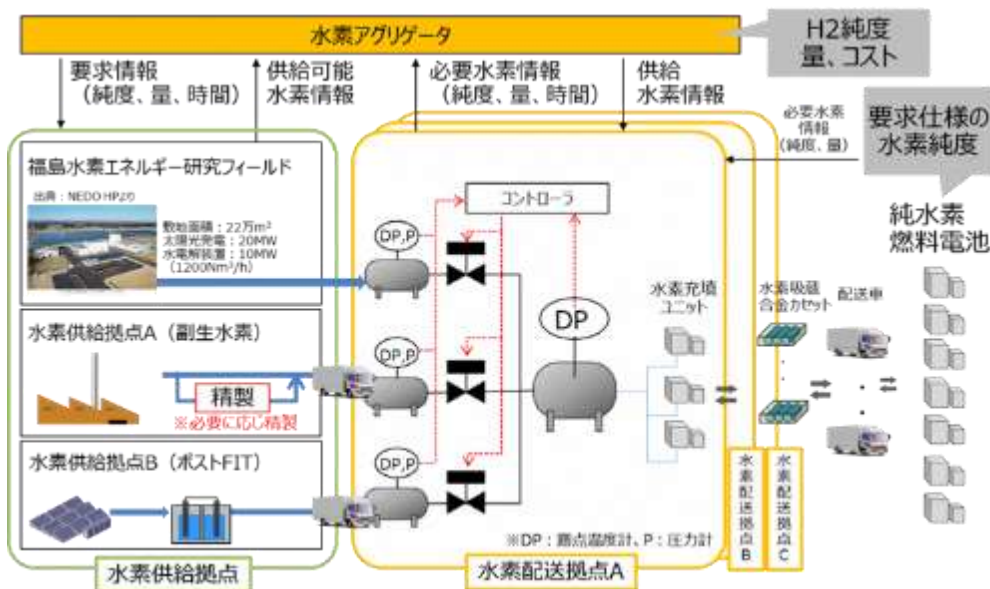 水素アグリゲータ
H2純度
量、コスト
要求情報
(純度、量、時間)
供給可能
水素情報
必要水素情報
(純度、量、時間)
供給
水素情報
必要水素
情報
(純度、量)
要求仕様の
水素純度
福島水素エネルギー研究フィールド
出典：NEDO HPより
敷地面積：22万m²
太陽光発電：20MW
水電解装置：10MW
(1200Nm³/h)
コントローラ
DP,P
純水素
燃料電池
水素充填
ユニット
水素吸蔵
合金カセット
配送車
DP
水素供給拠点A (副生水素)
精製
※必要に応じ精製
DP,P
水素供給拠点B (ポストFIT)
DP,P
※DP：露点温度計、P：圧力計
水素配送拠点B
水素配送拠点C
水素供給拠点
水素配送拠点A